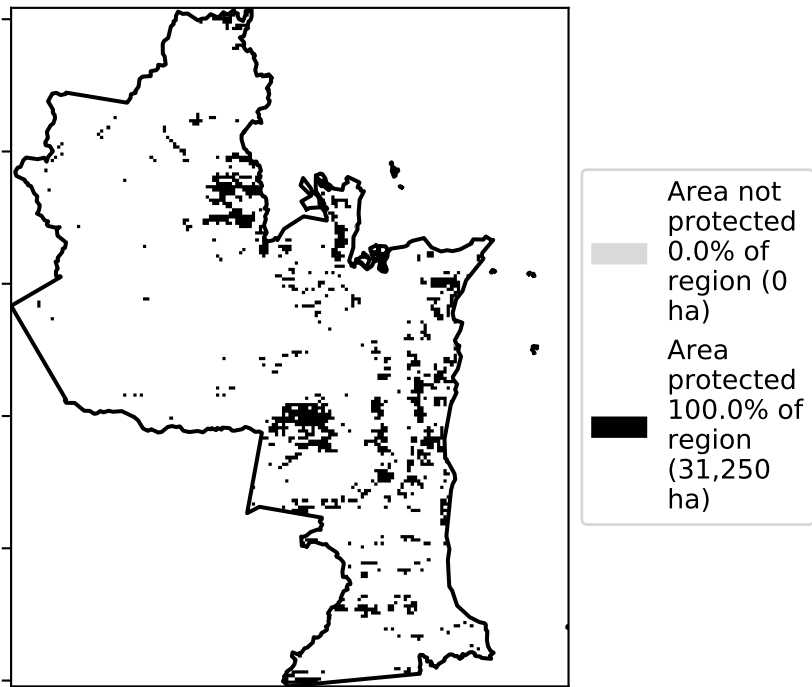 Area not
protected
0.0% of
region (0
ha)
Area
protected
100.0% of
region
(31,250
ha)